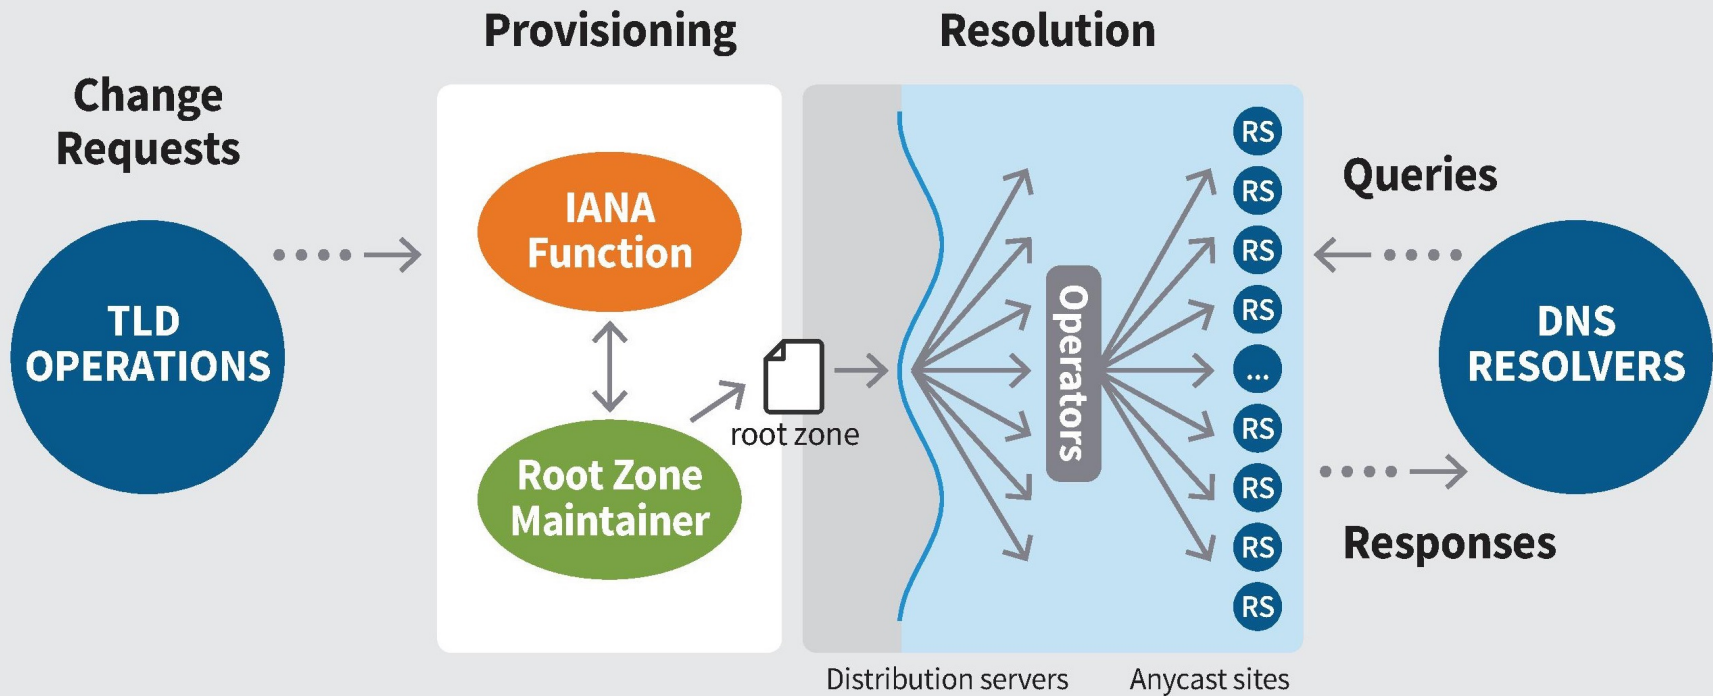 Provisioning
Resolution
Change
Requests
TLD
OPERATIONS
IANA
Function
Root Zone
Maintainer
root zone
Operators
RS
RS
RS
RS
...
RS
RS
RS
RS
Distribution servers
Anycast sites
Queries
DNS
RESOLVERS
Responses